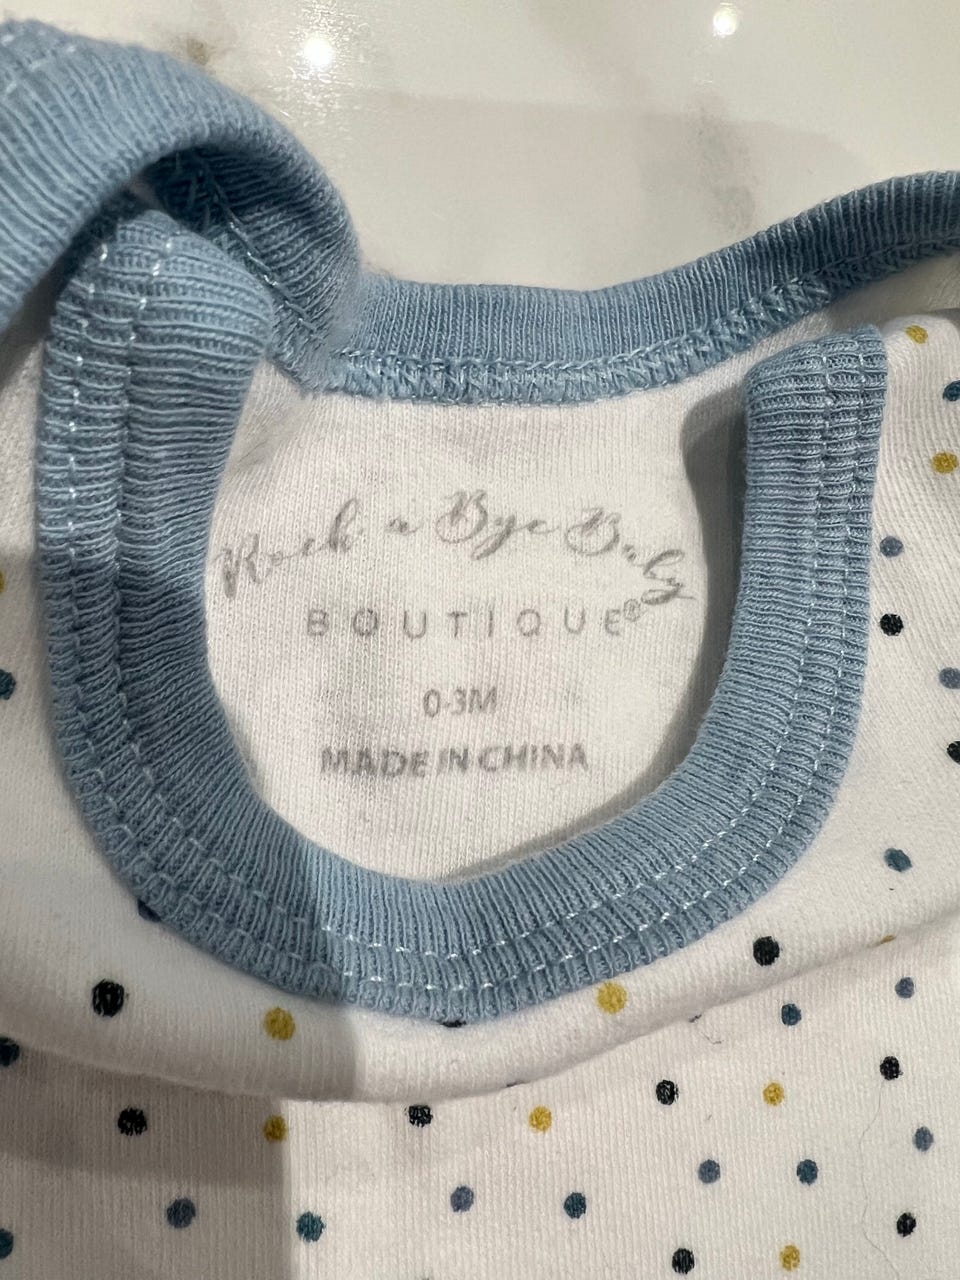 Rock a Bye Baby
BOUTIQUE®
0-3M
MADE IN CHINA